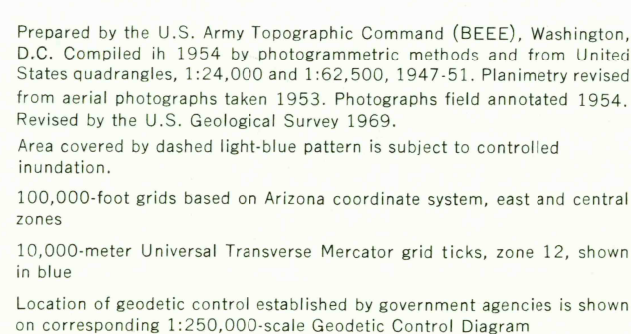 Prepared by the U.S. Army Topographic Command (BEEE), Washington,
D.C. Compiled ih 1954 by photogrammetric methods and from United
States quadrangles, 1:24,000 and 1:62,500, 1947-51. Planimetry revised
from aerial photographs taken 1953. Photographs field annotated 1954.
Revised by the U.S. Geological Survey 1969.
Area covered by dashed light-blue pattern is subject to controlled
inundation.
100,000-foot grids based on Arizona coordinate system, east and central
zones
10,000-meter Universal Transverse Mercator grid ticks, zone 12, shown
in blue
Location of geodetic control established by government agencies is shown
on corresponding 1:250,000-scale Geodetic Control Diagram